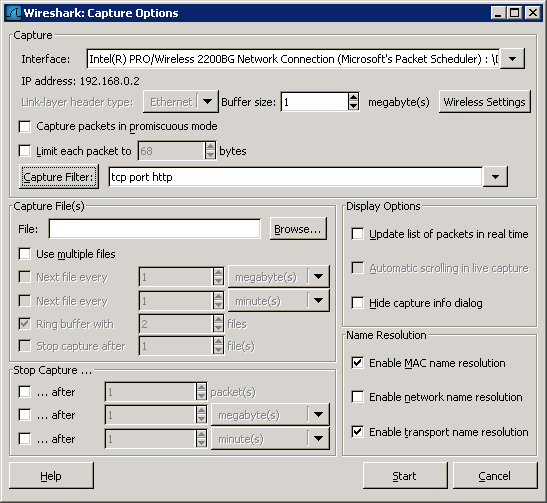 Wireshark: Capture Options
Capture
Interface: Intel(R) PRO/Wireless 2200BG Network Connection (Microsoft's Packet Scheduler) : \
IP address: 192.168.0.2
Link-layer header type: Ethernet Buffer size: 1 megabyte(s) Wireless Settings
Capture packets in promiscuous mode
Limit each packet to 68 bytes
Capture Filter: tcp port http
Capture File(s)
File: Browse...
Use multiple files
Next file every 1 megabyte(s)
Next file every 1 minute(s)
Ring buffer with 2 files
Stop capture after 1 file(s)
Stop Capture ...
... after 1 packet(s)
... after 1 megabyte(s)
... after 1 minute(s)
Display Options
Update list of packets in real time
Automatic scrolling in live capture
Hide capture info dialog
Name Resolution
Enable MAC name resolution
Enable network name resolution
Enable transport name resolution
Help Start Cancel